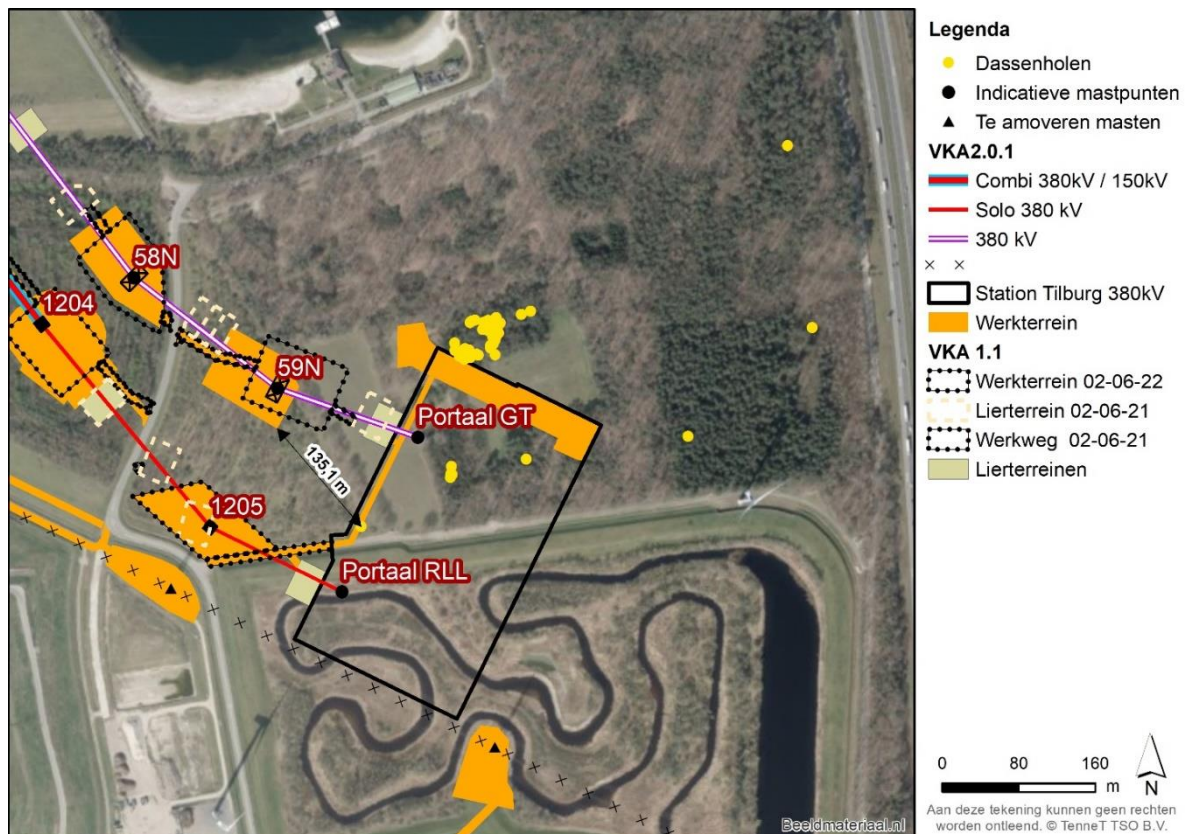 58N
1204
59N
Portaal GT
135,1 m
1205
Portaal RLL
Beeldmateriaal.nl
Legenda
Dassenholen
Indicatieve mastpunten
Te amoveren masten
VKA2.0.1
Combi 380kV / 150kV
Solo 380 kV
380 kV
Station Tilburg 380kV
Werkterrein
VKA 1.1
Werkterrein 02-06-22
Lierterrein 02-06-21
Werkweg 02-06-21
Lierterreinen
0 80 160
m
N
Aan deze tekening kunnen geen rechten
worden ontleend. © TenneT TSO B.V.